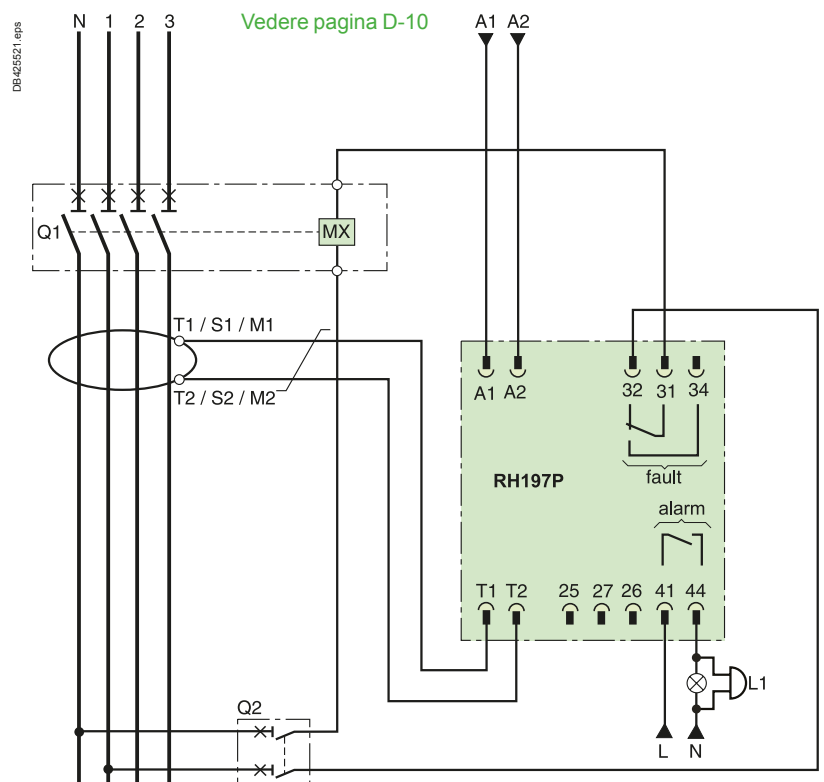 DB425521.eps
N 1 2 3
Vedere pagina D-10
A1 A2
Q1
MX
T1 / S1 / M1
T2 / S2 / M2
A1 A2
32 31 34
fault
RH197P
alarm
T1 T2 25 27 26 41 44
L1
Q2
L N